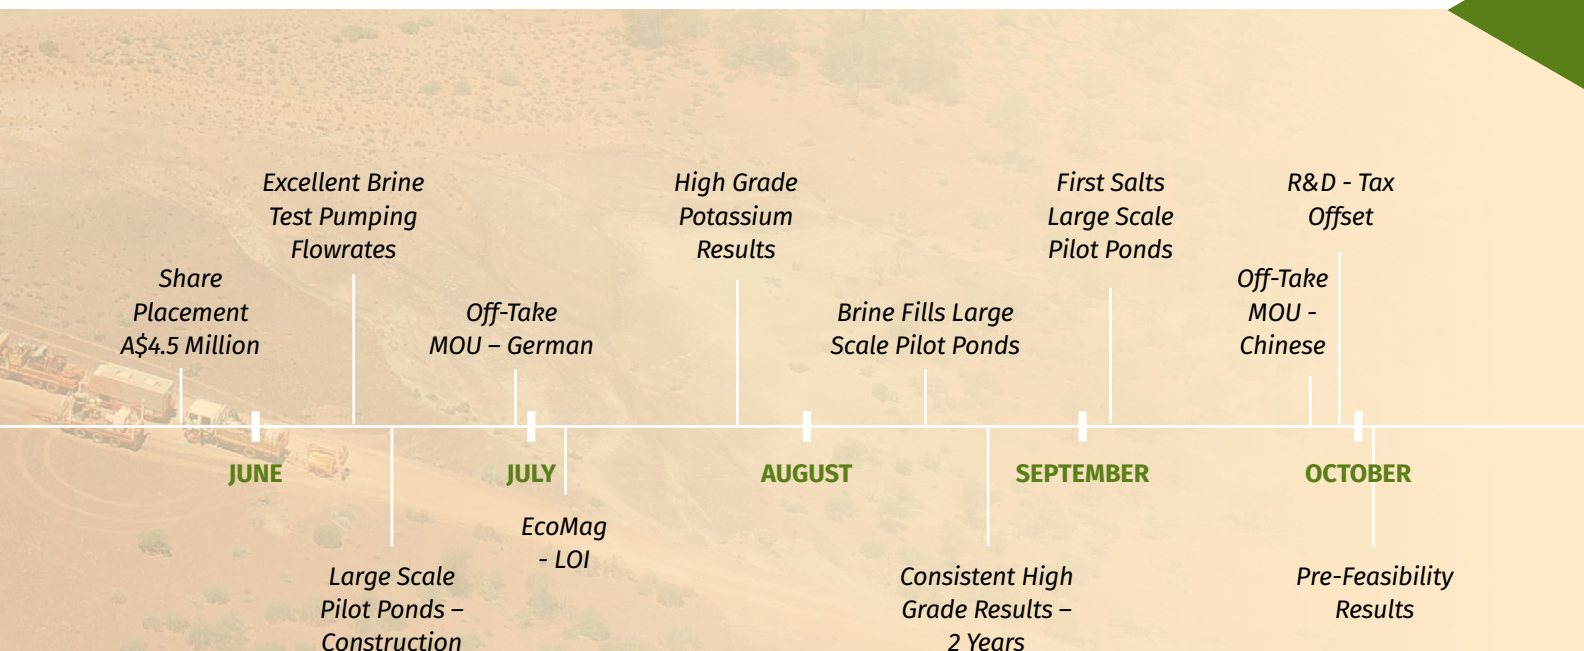 Share
Placement
A$4.5 Million
Excellent Brine
Test Pumping
Flowrates
Off-Take
MOU – German
High Grade
Potassium
Results
Brine Fills Large
Scale Pilot Ponds
First Salts
Large Scale
Pilot Ponds
Off-Take
MOU -
Chinese
R&D - Tax
Offset
JUNE
JULY
AUGUST
SEPTEMBER
OCTOBER
Large Scale
Pilot Ponds –
Construction
EcoMag
- LOI
Consistent High
Grade Results –
2 Years
Pre-Feasibility
Results